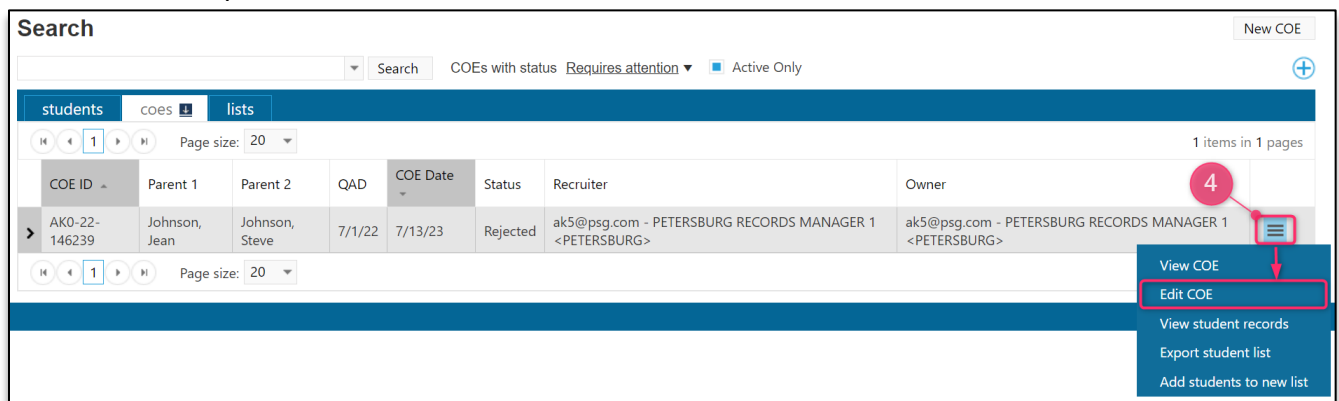 Search
New COE
Search COEs with status Requires attention Active Only
students coes lists
1 Page size: 20 1 items in 1 pages
COE ID Parent 1 Parent 2 QAD COE Date Status Recruiter Owner
4
AK0-22-146239 Johnson, Jean Johnson, Steve 7/1/22 7/13/23 Rejected ak5@psg.com - PETERSBURG RECORDS MANAGER 1 <PETERSBURG> ak5@psg.com - PETERSBURG RECORDS MANAGER 1 <PETERSBURG>
1 Page size: 20
View COE
Edit COE
View student records
Export student list
Add students to new list